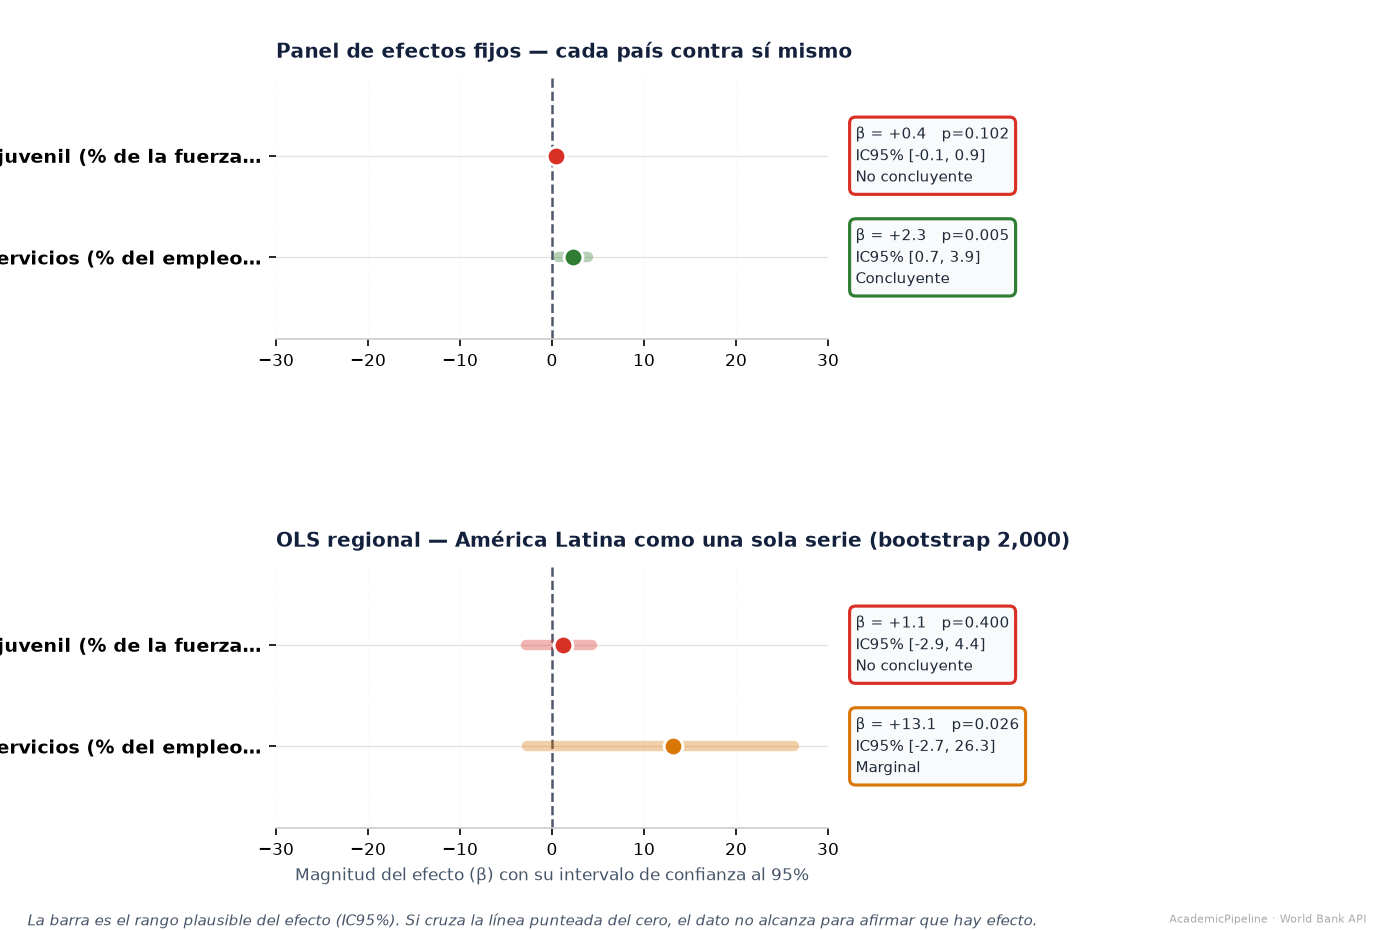 Panel de efectos fijos — cada país contra sí mismo
juvenil (% de la fuerza…
β = +0.4 p=0.102
IC95% [-0.1, 0.9]
No concluyente
ervicios (% del empleo…
β = +2.3 p=0.005
IC95% [0.7, 3.9]
Concluyente
−30 −20 −10 0 10 20 30
OLS regional — América Latina como una sola serie (bootstrap 2,000)
juvenil (% de la fuerza…
β = +1.1 p=0.400
IC95% [-2.9, 4.4]
No concluyente
ervicios (% del empleo…
β = +13.1 p=0.026
IC95% [-2.7, 26.3]
Marginal
−30 −20 −10 0 10 20 30
Magnitud del efecto (β) con su intervalo de confianza al 95%
La barra es el rango plausible del efecto (IC95%). Si cruza la línea punteada del cero, el dato no alcanza para afirmar que hay efecto.
AcademicPipeline · World Bank API